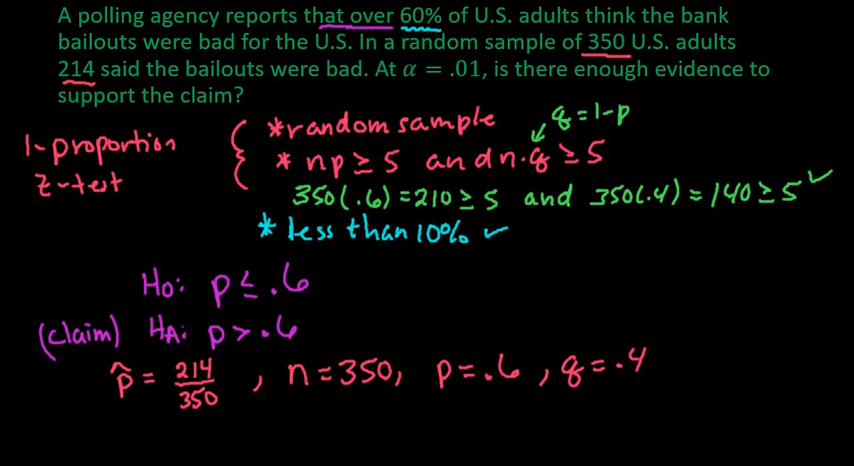 A polling agency reports that over 60% of U.S. adults think the bank
bailouts were bad for the U.S. In a random sample of 350 U.S. adults
214 said the bailouts were bad. At α = .01, is there enough evidence to
support the claim?
q = 1-p
1-proportion
z-test
*random sample
* np ≥ 5 and n·q ≥ 5
350(.6) = 210 ≥ 5 and 350(.4) = 140 ≥ 5 ✓
* less than 10% ✓
Ho: p ≤ .6
(claim) HA: p > .6
p̂ = 214/350 , n = 350, p = .6 , q = .4